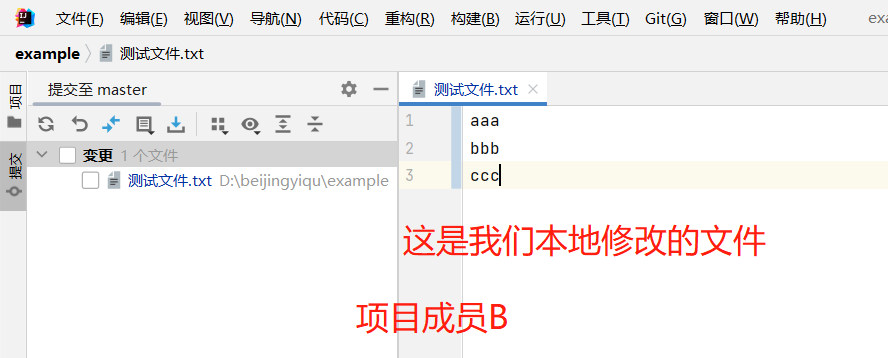 文件(F) 编辑(E) 视图(V) 导航(N) 代码(C) 重构(R) 构建(B) 运行(U) 工具(T) Git(G) 窗口(W) 帮助(H) exa
example 测试文件.txt
项目
提交
提交至 master
变更 1 个文件
测试文件.txt D:\beijingyiqu\example
测试文件.txt
1 aaa
2 bbb
3 ccc
这是我们本地修改的文件
项目成员B